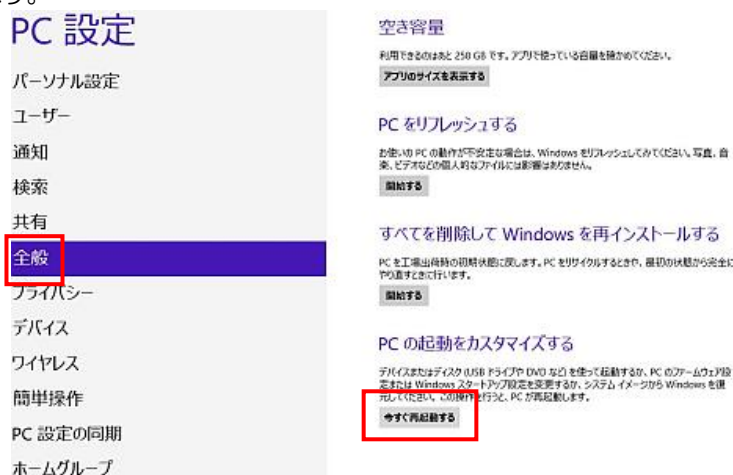 PC 設定
パーソナル設定
ユーザー
通知
検索
共有
全般
プライバシー
デバイス
ワイヤレス
簡単操作
PC 設定の同期
ホームグループ
空き容量
利用できるのはあと 250 GB です。アプリで使っている容量を確かめてください。
アプリのサイズを表示する
PC をリフレッシュする
お使いの PC の動作が不安定な場合は、Windows をリフレッシュしてみてください。写真、音
楽、ビデオなどの個人的なファイルには影響はありません。
開始する
すべてを削除して Windows を再インストールする
PC を工場出荷時の初期状態に戻します。PC をリサイクルするときや、最初の状態から完全に
やり直すときに行います。
開始する
PC の起動をカスタマイズする
デバイスまたはディスク (USB ドライブや DVD など) を使って起動するか、PC のファームウェア設
定または Windows スタートアップ設定を変更するか、システム イメージから Windows を復
元してください。この操作を行うと、PC が再起動します。
今すぐ再起動する